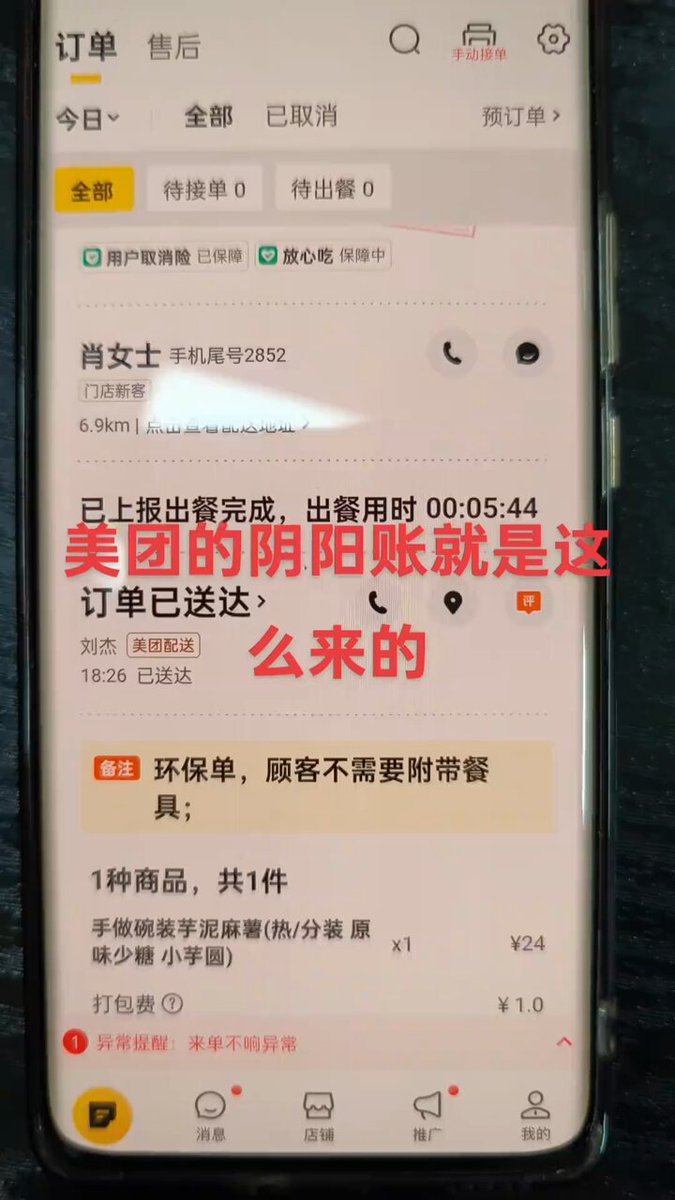 订单 售后
手动接单
今日 全部 已取消 预订单
全部 待接单 0 待出餐 0
用户取消险 已保障 放心吃 保障中
肖女士 手机尾号2852
门店新客
6.9km | 点击查看配送地址
已上报出餐完成，出餐用时 00:05:44
美团的阴阳账就是这
订单已送达
评
么来的
刘杰 美团配送
18:26 已送达
备注 环保单，顾客不需要附带餐
具；
1种商品，共1件
手做碗装芋泥麻薯(热/分装 原
味少糖 小芋圆) x1 ¥24
打包费 ? ¥ 1.0
1 异常提醒：来单不响异常
消息 店铺 推广 我的